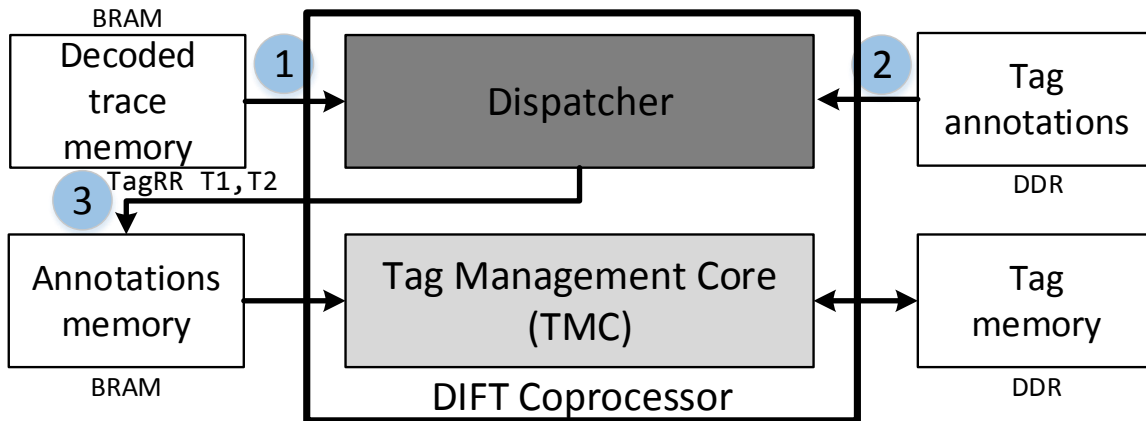 BRAM
Decoded
trace
memory
1
Dispatcher
2
Tag
annotations
DDR
TagRR T1,T2
3
Annotations
memory
BRAM
Tag Management Core
(TMC)
DIFT Coprocessor
Tag
memory
DDR